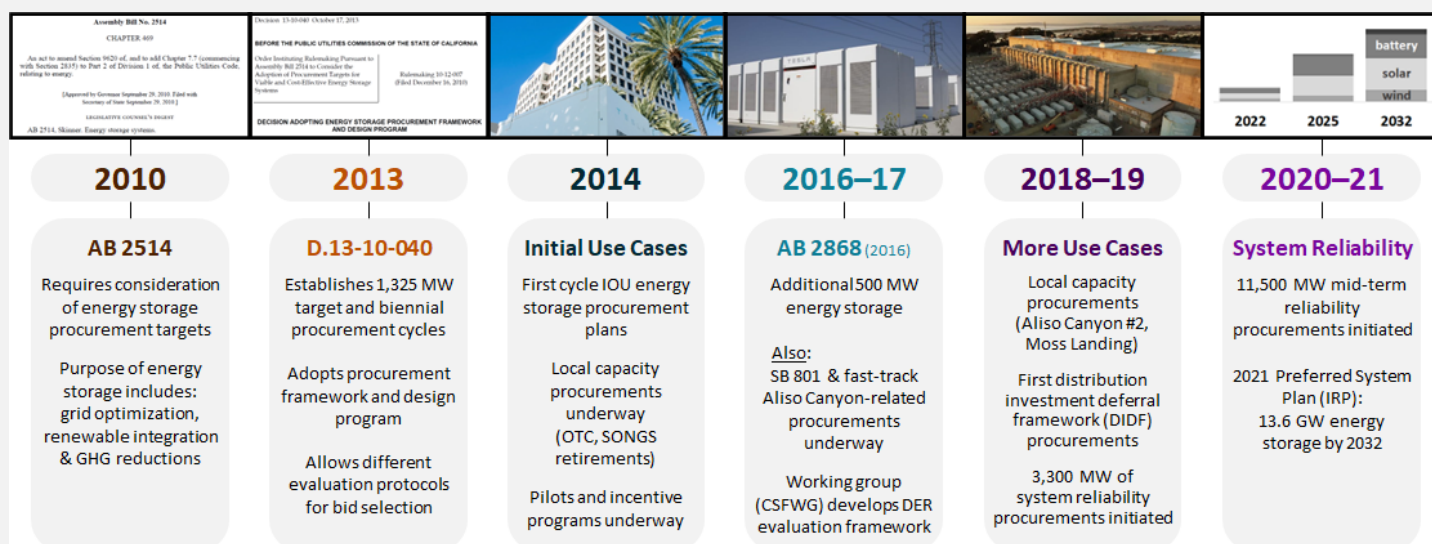 Assembly Bill No. 2514
CHAPTER 469
An act to amend Section 9620 of, and to add Chapter 7.7 (commencing
with Section 2835) to Part 2 of Division 1 of, the Public Utilities Code,
relating to energy.
[Approved by Governor September 29, 2010. Filed with
Secretary of State September 29, 2010.]
LEGISLATIVE COUNSEL'S DIGEST
AB 2514, Skinner. Energy storage systems.
Decision 13-10-040 October 17, 2013
BEFORE THE PUBLIC UTILITIES COMMISSION OF THE STATE OF CALIFORNIA
Order Instituting Rulemaking Pursuant to
Assembly Bill 2514 to Consider the
Adoption of Procurement Targets for
Viable and Cost-Effective Energy Storage
Systems
Rulemaking 10-12-007
(Filed December 16, 2010)
DECISION ADOPTING ENERGY STORAGE PROCUREMENT FRAMEWORK
AND DESIGN PROGRAM
TESLA
battery
solar
wind
2022 2025 2032
2010
AB 2514
Requires consideration
of energy storage
procurement targets
Purpose of energy
storage includes:
grid optimization,
renewable integration
& GHG reductions
2013
D.13-10-040
Establishes 1,325 MW
target and biennial
procurement cycles
Adopts procurement
framework and design
program
Allows different
evaluation protocols
for bid selection
2014
Initial Use Cases
First cycle IOU energy
storage procurement
plans
Local capacity
procurements
underway
(OTC, SONGS
retirements)
Pilots and incentive
programs underway
2016–17
AB 2868 (2016)
Additional 500 MW
energy storage
Also:
SB 801 & fast-track
Aliso Canyon-related
procurements
underway
Working group
(CSFWG) develops DER
evaluation framework
2018–19
More Use Cases
Local capacity
procurements
(Aliso Canyon #2,
Moss Landing)
First distribution
investment deferral
framework (DIDF)
procurements
3,300 MW of
system reliability
procurements initiated
2020–21
System Reliability
11,500 MW mid-term
reliability
procurements initiated
2021 Preferred System
Plan (IRP):
13.6 GW energy
storage by 2032